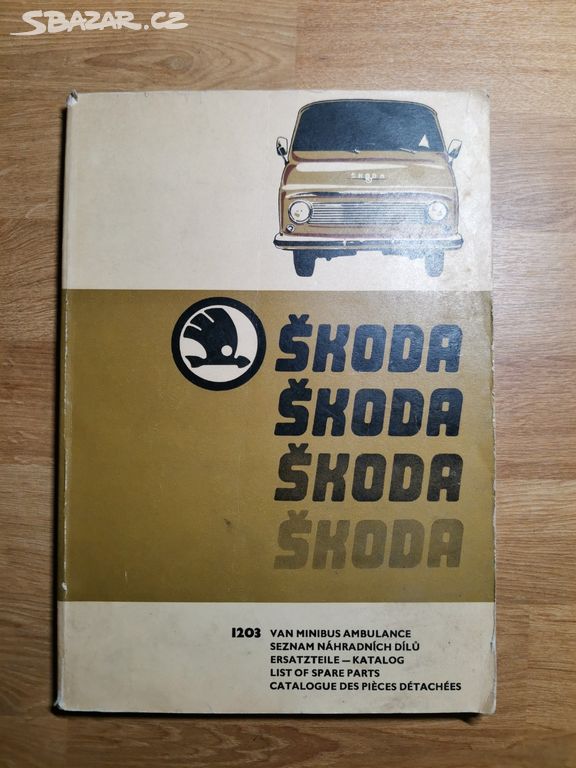 SBAZAR.CZ
ŠKODA
ŠKODA
ŠKODA
ŠKODA
ŠKODA
1203 VAN MINIBUS AMBULANCE
SEZNAM NÁHRADNÍCH DÍLŮ
ERSATZTEILE — KATALOG
LIST OF SPARE PARTS
CATALOGUE DES PIÈCES DÉTACHÉES